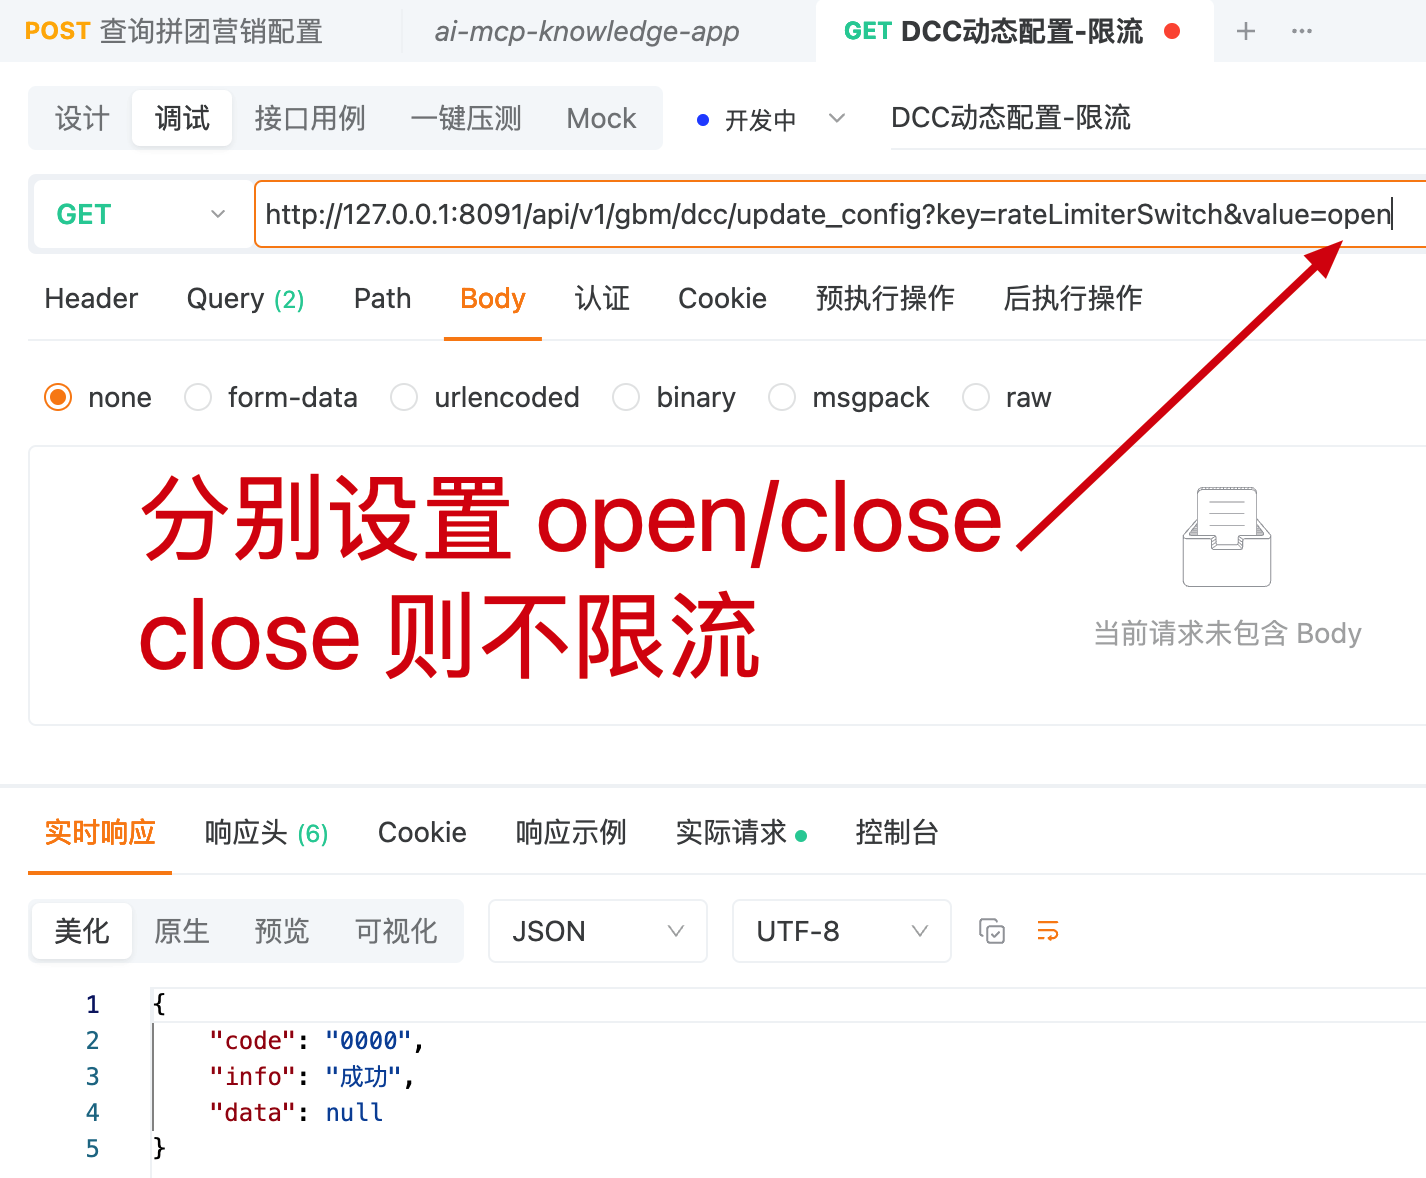 POST 查询拼团营销配置 ai-mcp-knowledge-app GET DCC动态配置-限流
设计 调试 接口用例 一键压测 Mock 开发中 DCC动态配置-限流
GET http://127.0.0.1:8091/api/v1/gbm/dcc/update_config?key=rateLimiterSwitch&value=open
Header Query (2) Path Body 认证 Cookie 预执行操作 后执行操作
none form-data urlencoded binary msgpack raw
分别设置 open/close
close 则不限流
当前请求未包含 Body
实时响应 响应头 (6) Cookie 响应示例 实际请求 控制台
美化 原生 预览 可视化 JSON UTF-8
1 {
2 "code": "0000",
3 "info": "成功",
4 "data": null
5 }